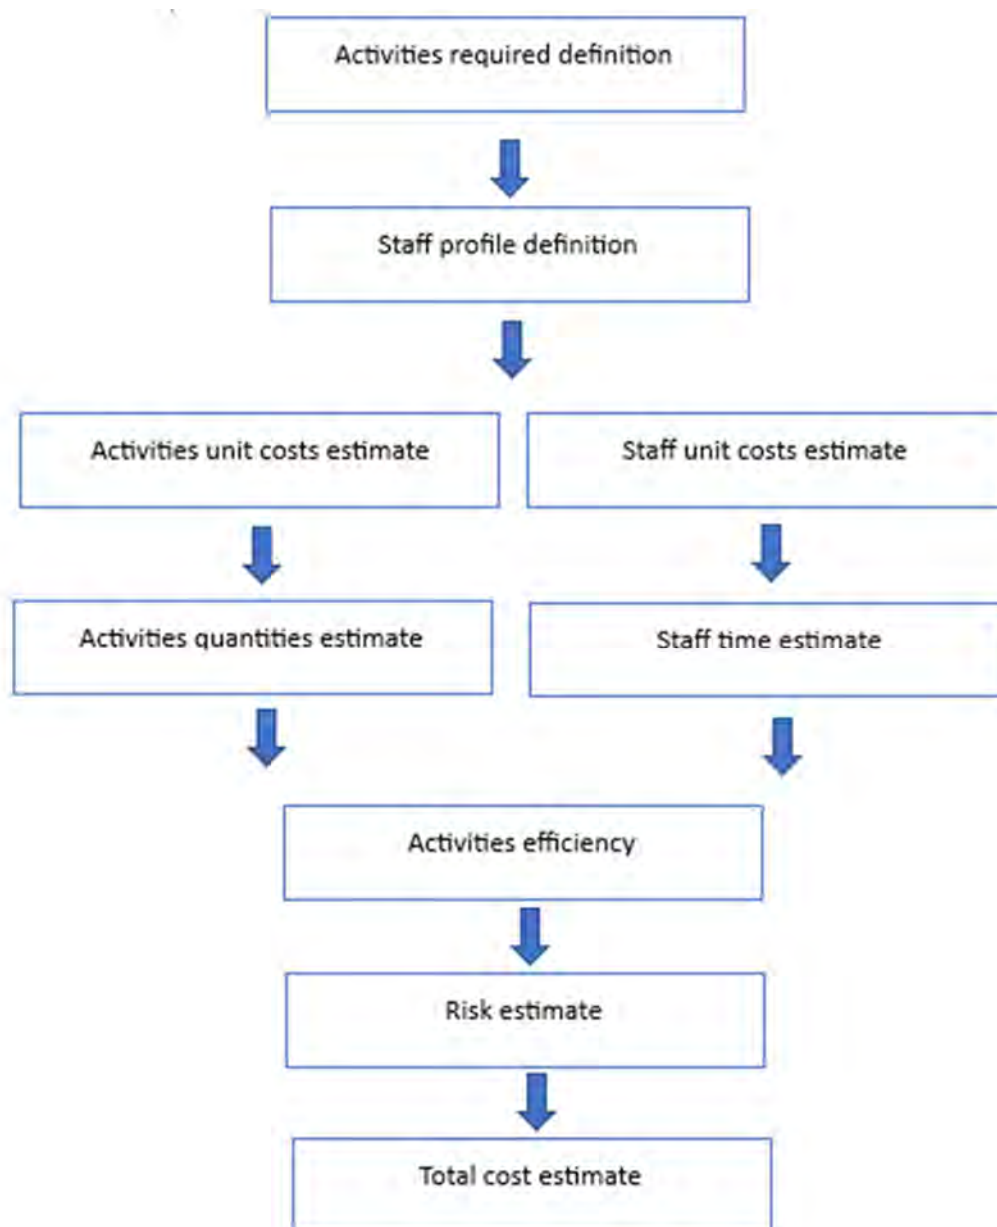 Activities required definition
Staff profile definition
Activities unit costs estimate
Staff unit costs estimate
Activities quantities estimate
Staff time estimate
Activities efficiency
Risk estimate
Total cost estimate